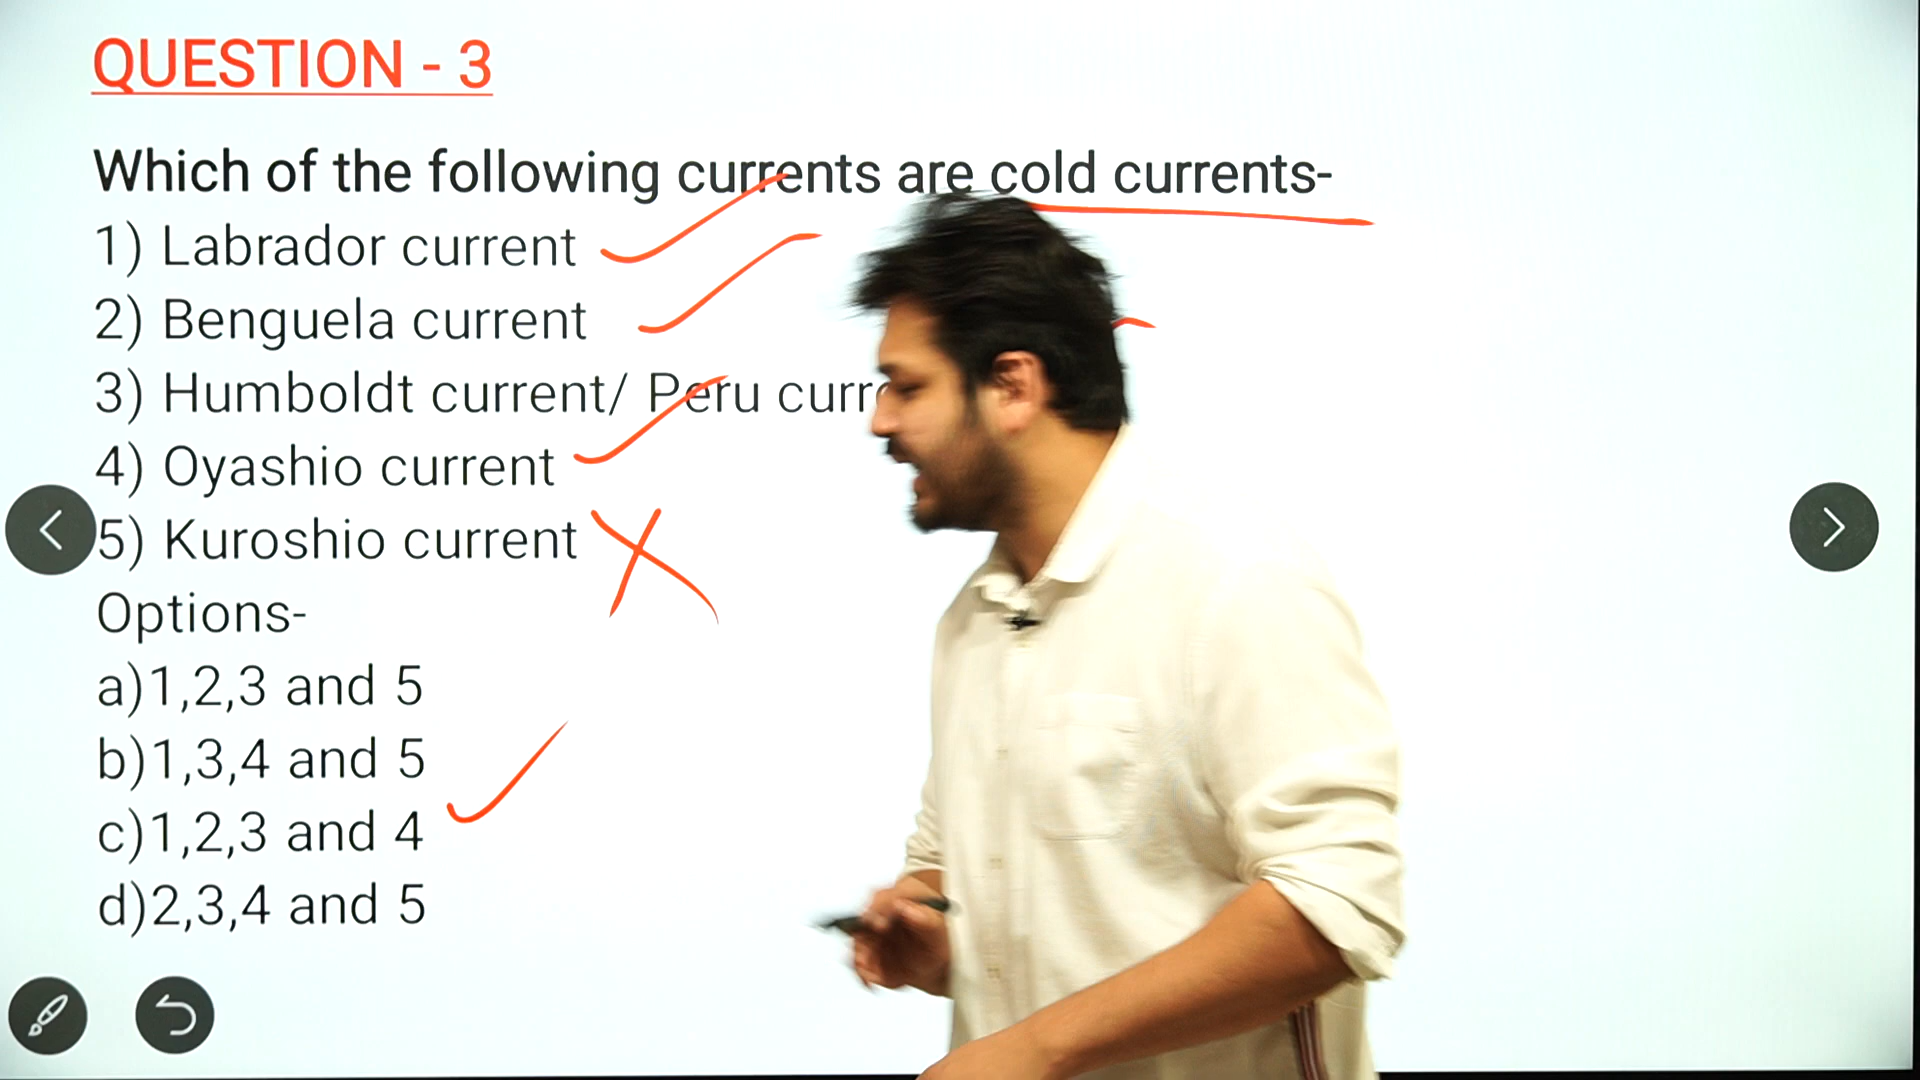 QUESTION - 3
Which of the following currents are cold currents-
1) Labrador current
2) Benguela current
3) Humboldt current/ Peru
4) Oyashio current
5) Kuroshio current
Options-
a)1,2,3 and 5
b)1,3,4 and 5
c)1,2,3 and 4
d)2,3,4 and 5